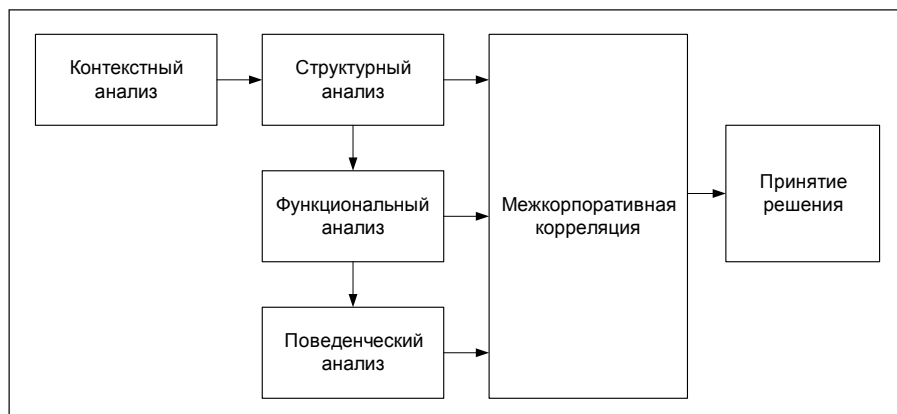 Контекстный
анализ
Структурный
анализ
Функциональный
анализ
Поведенческий
анализ
Межкорпоративная
корреляция
Принятие
решения